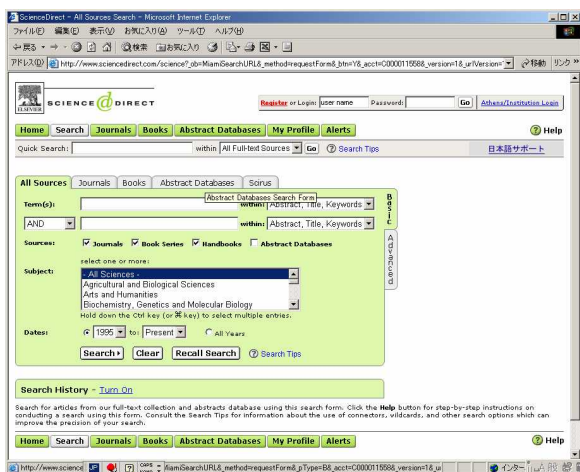 ScienceDirect - All Sources Search - Microsoft Internet Explorer
ファイル(F) 編集(E) 表示(V) お気に入り(A) ツール(T) ヘルプ(H)
戻る 検索 お気に入り
アドレス(D) http://www.sciencedirect.com/science?_ob=MiamiSearchURL&_method=requestForm&_btn=Y&_acct=C000011558&_version=1&_urlVersion= 移動 リンク »
ELSEVIER SCIENCE @ DIRECT Register or Login: user name Password: Go Athens/Institution Login
Home Search Journals Books Abstract Databases My Profile Alerts ? Help
Quick Search: within All Full-text Sources Go ? Search Tips 日本語サポート
All Sources Journals Books Abstract Databases Scirus
Abstract Databases Search Form
Term(s): within: Abstract, Title, Keywords
Basic
AND within: Abstract, Title, Keywords
Advanced
Sources: Journals Book Series Handbooks Abstract Databases
select one or more:
Subject: - All Sciences -
Agricultural and Biological Sciences
Arts and Humanities
Biochemistry, Genetics and Molecular Biology
Hold down the Ctrl key (or ⌘ key) to select multiple entries.
Dates: 1995 to: Present All Years
Search Clear Recall Search ? Search Tips
Search History - Turn On
Search for articles from our full-text collection and abstracts database using this search form. Click the Help button for step-by-step instructions on
conducting a search using this form. Consult the Search Tips for information about the use of connectors, wildcards, and other search options which can
improve the precision of your search.
Home Search Journals Books Abstract Databases My Profile Alerts ? Help
http://www.science CAPS MiamiSearchURL&_method=requestForm&_pType=B&_acct=C000011558&_version=1&_u インター